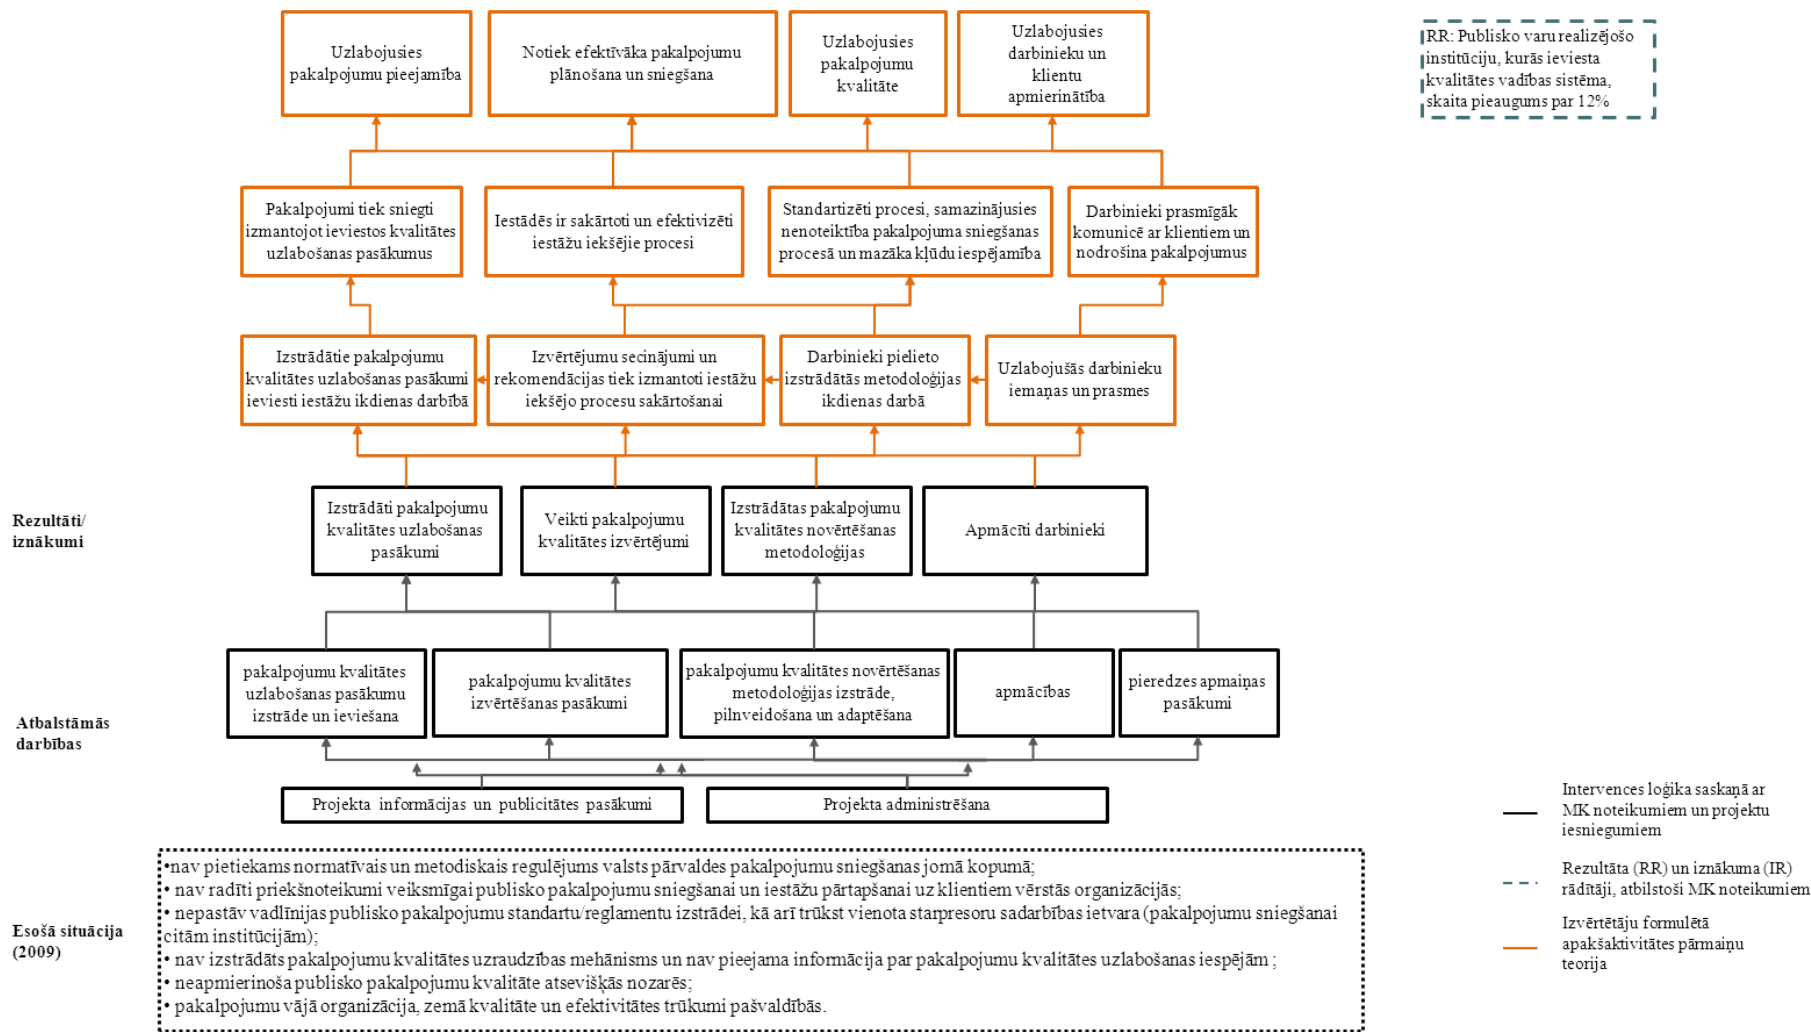 Uzlabojusies
pakalpojumu pieejamība
Notiek efektīvāka pakalpojumu
plānošana un sniegšana
Uzlabojusies
pakalpojumu
kvalitāte
Uzlabojusies
darbinieku un
klientu
apmierinātība
RR: Publisko varu realizējošo
institūciju, kurās ieviesta
kvalitātes vadības sistēma,
skaita pieaugums par 12%
Pakalpojumi tiek sniegti
izmantojot ieviestos kvalitātes
uzlabošanas pasākumus
Iestādēs ir sakārtoti un efektivizēti
iestāžu iekšējie procesi
Standartizēti procesi, samazinājusies
nenoteiktība pakalpojuma sniegšanas
procesā un mazāka kļūdu iespējamība
Darbinieki prasmīgāk
komunicē ar klientiem un
nodrošina pakalpojumus
Izstrādātie pakalpojumu
kvalitātes uzlabošanas pasākumi
ieviesti iestāžu ikdienas darbībā
Izvērtējumu secinājumi un
rekomendācijas tiek izmantoti iestāžu
iekšējo procesu sakārtošanai
Darbinieki pielieto
izstrādātās metodoloģijas
ikdienas darbā
Uzlabojušās darbinieku
iemaņas un prasmes
Rezultāti/
iznākumi
Izstrādāti pakalpojumu
kvalitātes uzlabošanas
pasākumi
Veikti pakalpojumu
kvalitātes izvērtējumi
Izstrādātas pakalpojumu
kvalitātes novērtēšanas
metodoloģijas
Apmācīti darbinieki
Atbalstāmās
darbības
pakalpojumu kvalitātes
uzlabošanas pasākumu
izstrāde un ieviešana
pakalpojumu kvalitātes
izvērtēšanas pasākumi
pakalpojumu kvalitātes novērtēšanas
metodoloģijas izstrāde,
pilnveidošana un adaptēšana
apmācības
pieredzes apmaiņas
pasākumi
Projekta informācijas un publicitātes pasākumi
Projekta administrēšana
Esošā situācija
(2009)
•nav pietiekams normatīvais un metodiskais regulējums valsts pārvaldes pakalpojumu sniegšanas jomā kopumā;
• nav radīti priekšnoteikumi veiksmīgai publisko pakalpojumu sniegšanai un iestāžu pārtapšanai uz klientiem vērstās organizācijās;
• nepastāv vadlīnijas publisko pakalpojumu standartu/reglamentu izstrādei, kā arī trūkst vienota starpresoru sadarbības ietvara (pakalpojumu sniegšanai
citām institūcijām);
• nav izstrādāts pakalpojumu kvalitātes uzraudzības mehānisms un nav pieejama informācija par pakalpojumu kvalitātes uzlabošanas iespējām ;
• neapmierinoša publisko pakalpojumu kvalitāte atsevišķās nozarēs;
• pakalpojumu vājā organizācija, zemā kvalitāte un efektivitātes trūkumi pašvaldībās.
Intervences loģika saskaņā ar
MK noteikumiem un projektu
iesniegumiem
Rezultāta (RR) un iznākuma (IR)
rādītāji, atbilstoši MK noteikumiem
Izvērtētāju formulētā
apakšaktivitātes pārmaiņu
teorija